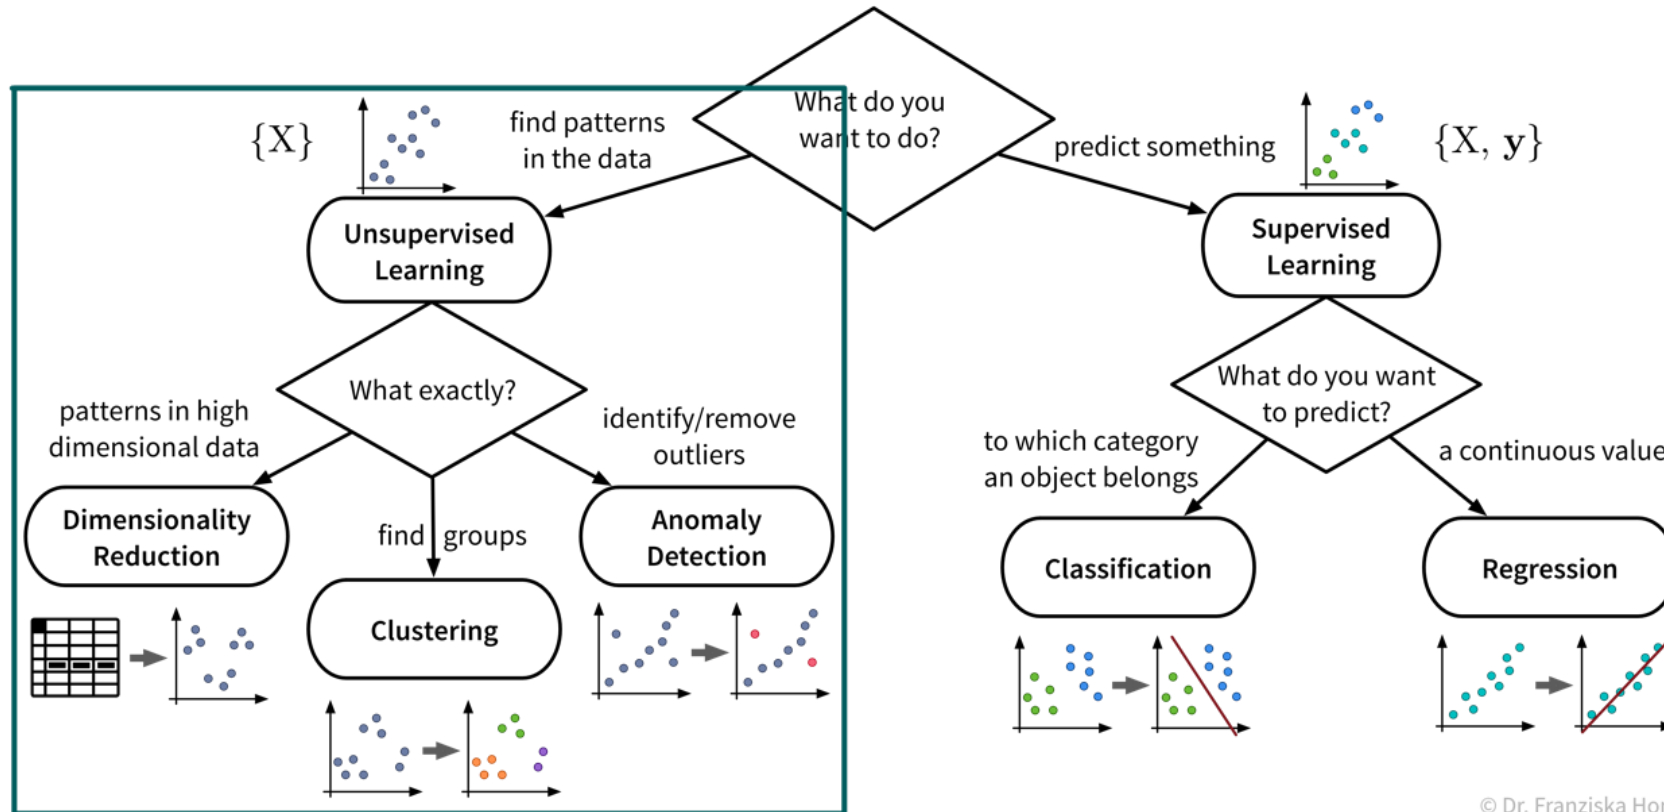 What do you
want to do?
find patterns
in the data
{X}
predict something
{X, y}
Unsupervised
Learning
Supervised
Learning
What exactly?
What do you want
to predict?
patterns in high
dimensional data
identify/remove
outliers
to which category
an object belongs
a continuous value
Dimensionality
Reduction
find groups
Anomaly
Detection
Clustering
Classification
Regression
© Dr. Franziska